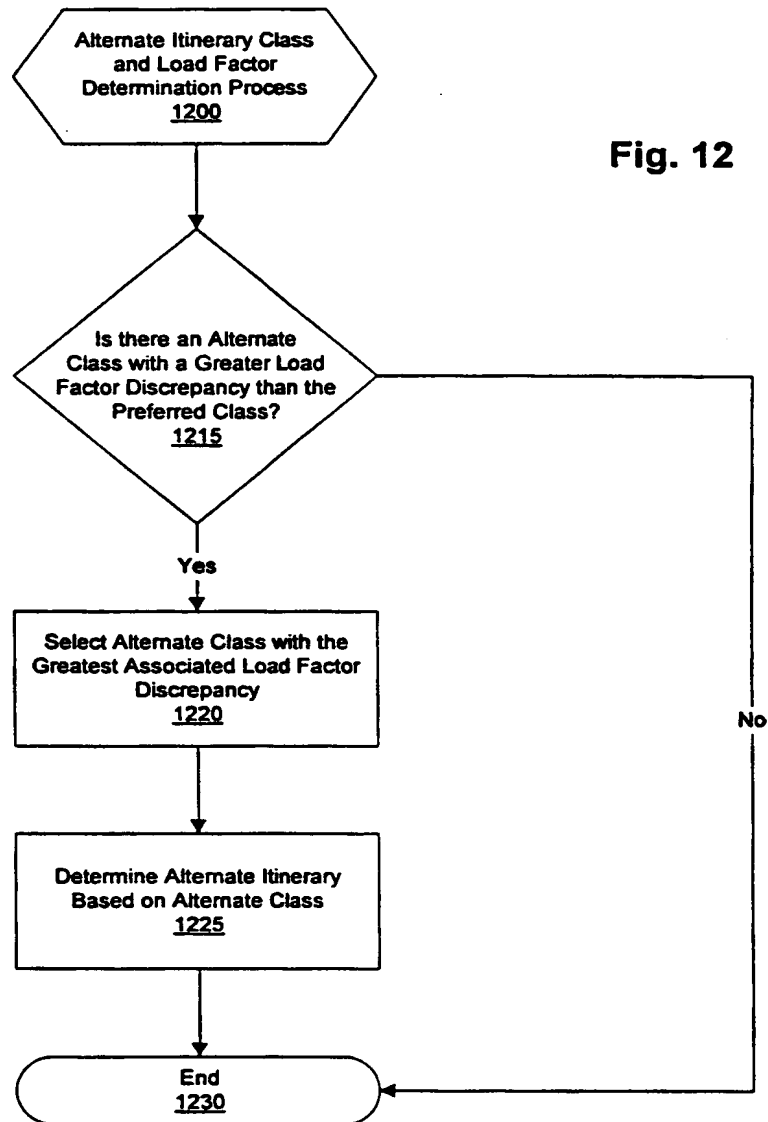 Alternate Itinerary Class
and Load Factor
Determination Process
1200
Fig. 12
Is there an Alternate
Class with a Greater Load
Factor Discrepancy than the
Preferred Class?
1215
Yes
Select Alternate Class with the
Greatest Associated Load Factor
Discrepancy
1220
No
Determine Alternate Itinerary
Based on Alternate Class
1225
End
1230